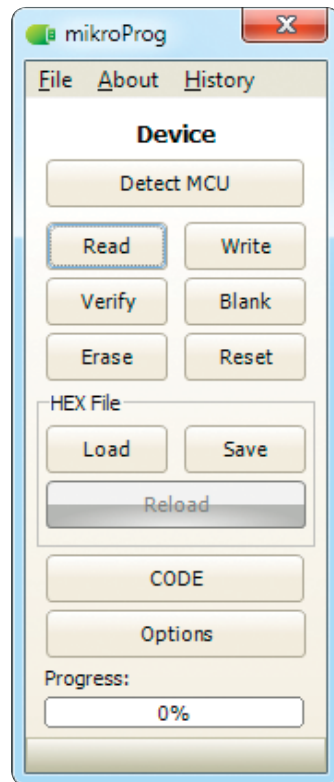 mikroProg
File About History
Device
Detect MCU
Read Write
Verify Blank
Erase Reset
HEX File
Load Save
Reload
CODE
Options
Progress:
0%